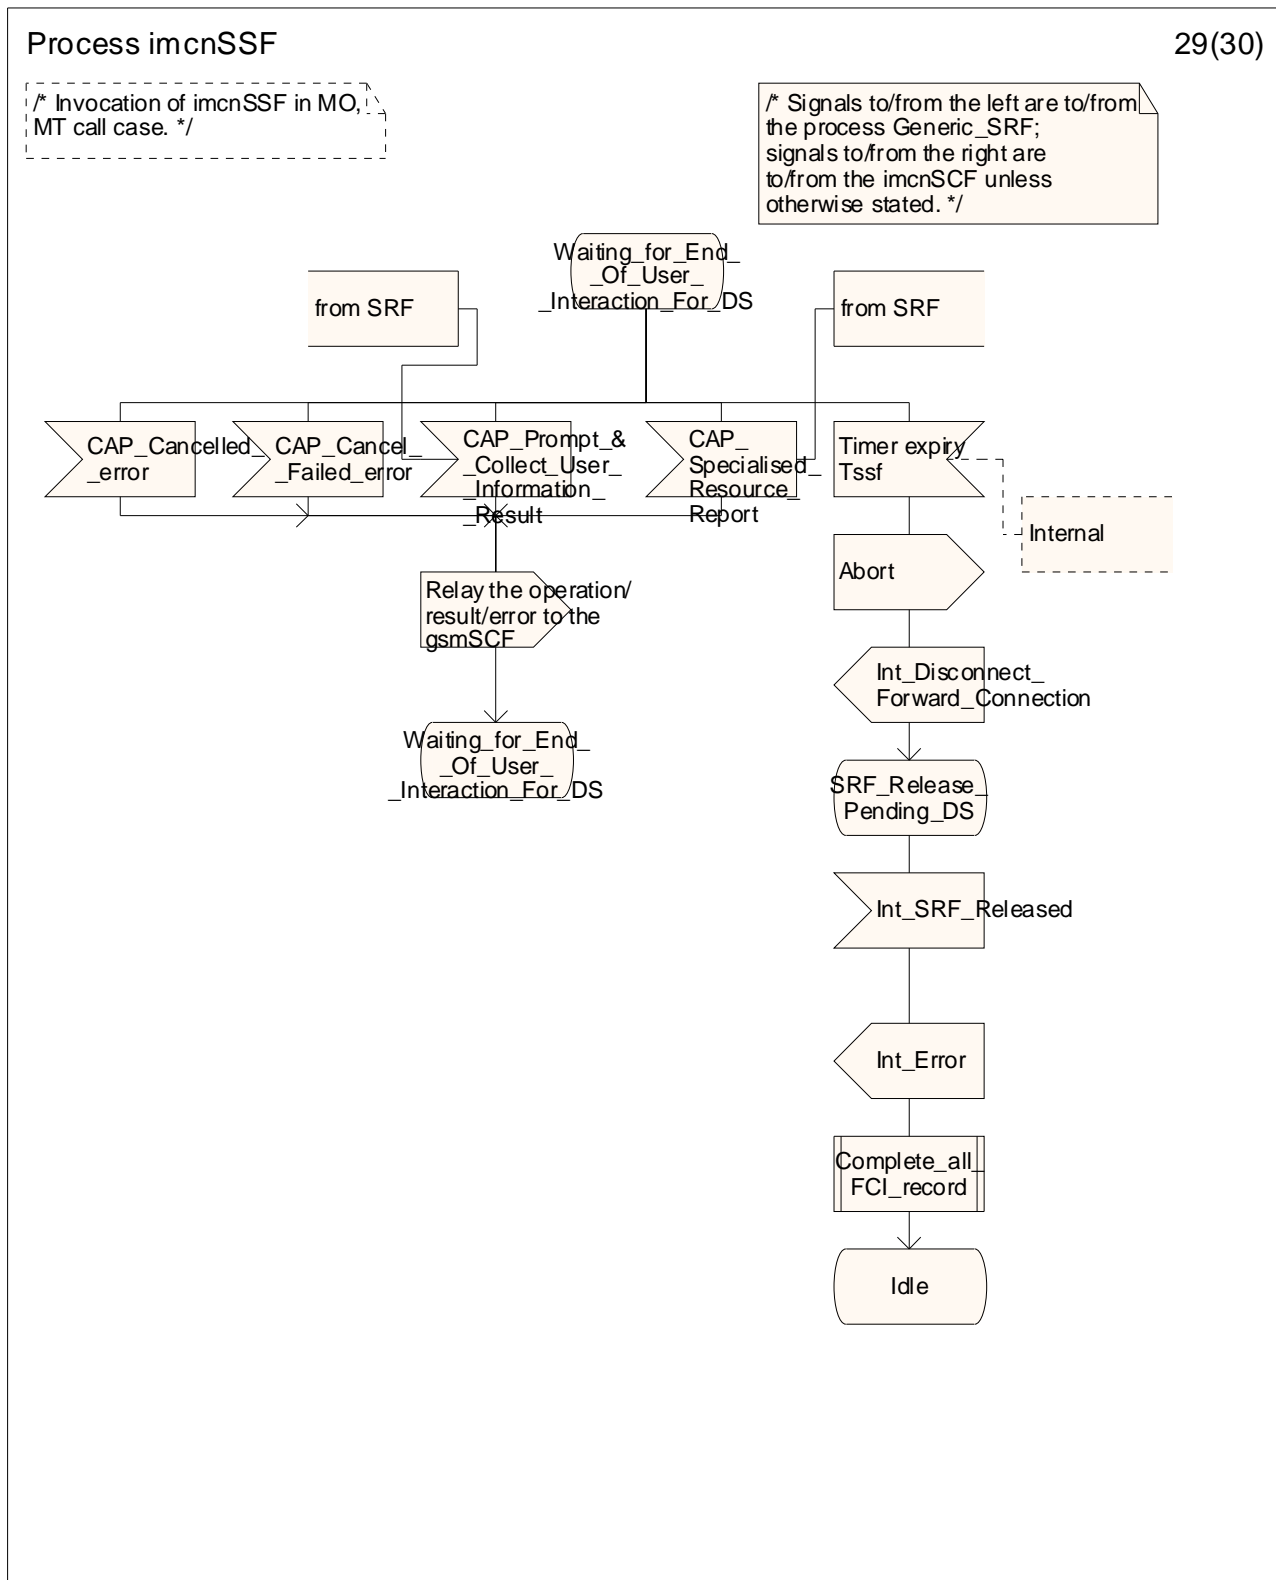 Process imcnSSF
29(30)
/* Invocation of imcnSSF in MO,
MT call case. */
/* Signals to/from the left are to/from
the process Generic_SRF;
signals to/from the right are
to/from the imcnSCF unless
otherwise stated. */
Waiting_for_End_
_Of_User_
_Interaction_For_DS
from SRF
from SRF
CAP_Cancelled_
_error
CAP_Cancel_
_Failed_error
CAP_Prompt_&
_Collect_User_
_Information_
_Result
CAP_
Specialised_
Resource_
Report
Timer expiry
Tssf
Internal
Abort
Relay the operation/
result/error to the
gsmSCF
Int_Disconnect_
Forward_Connection
Waiting_for_End_
_Of_User_
_Interaction_For_DS
SRF_Release_
Pending_DS
Int_SRF_Released
Int_Error
Complete_all_
FCI_record
Idle